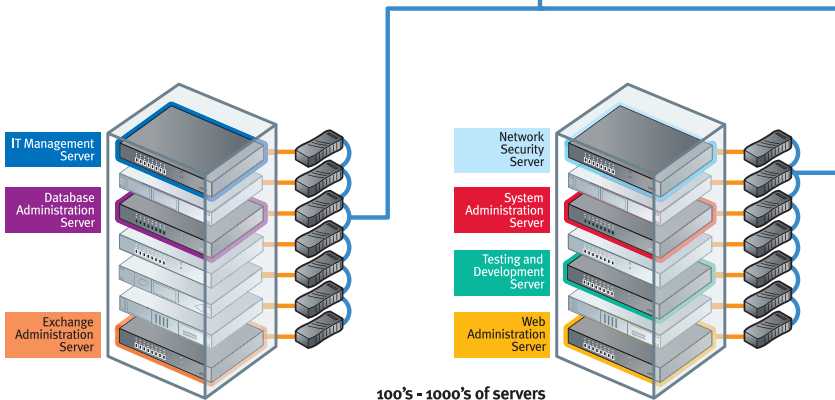 IT Management
Server
Database
Administration
Server
Exchange
Administration
Server
Network
Security
Server
System
Administration
Server
Testing and
Development
Server
Web
Administration
Server
100's - 1000's of servers